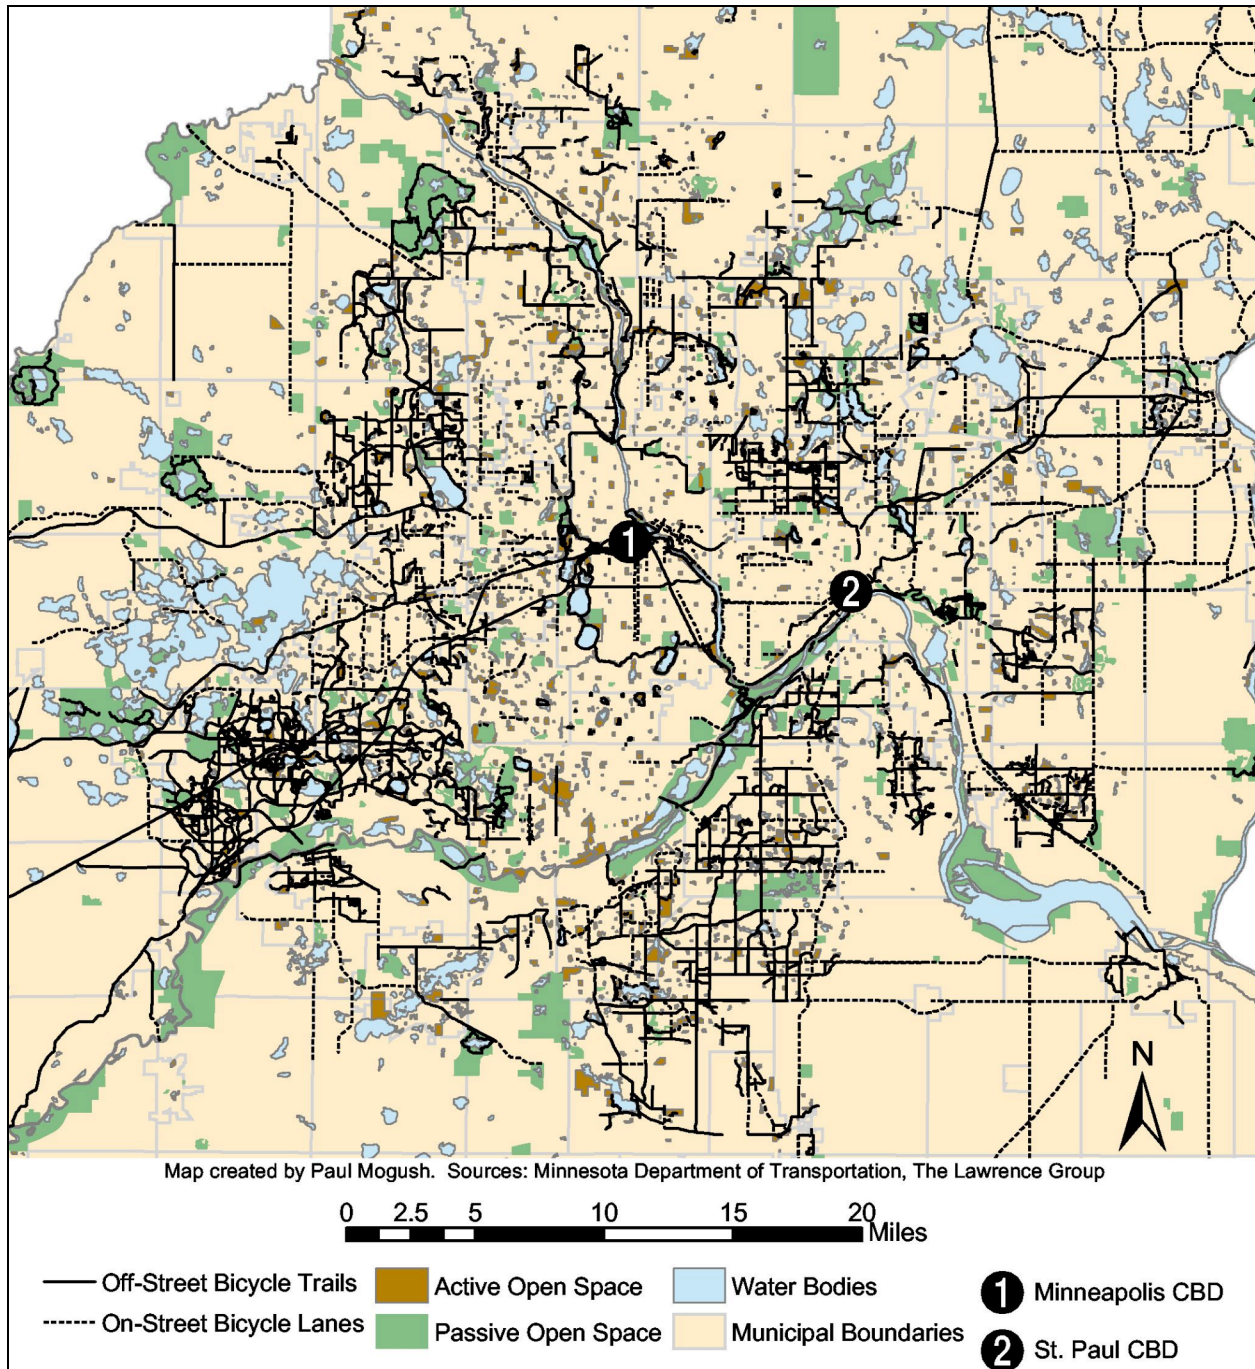 1
2
N
Map created by Paul Mogush.  Sources: Minnesota Department of Transportation, The Lawrence Group
0 2.5 5 10 15 20
Miles
Off-Street Bicycle Trails Active Open Space Water Bodies 1 Minneapolis CBD
On-Street Bicycle Lanes Passive Open Space Municipal Boundaries 2 St. Paul CBD